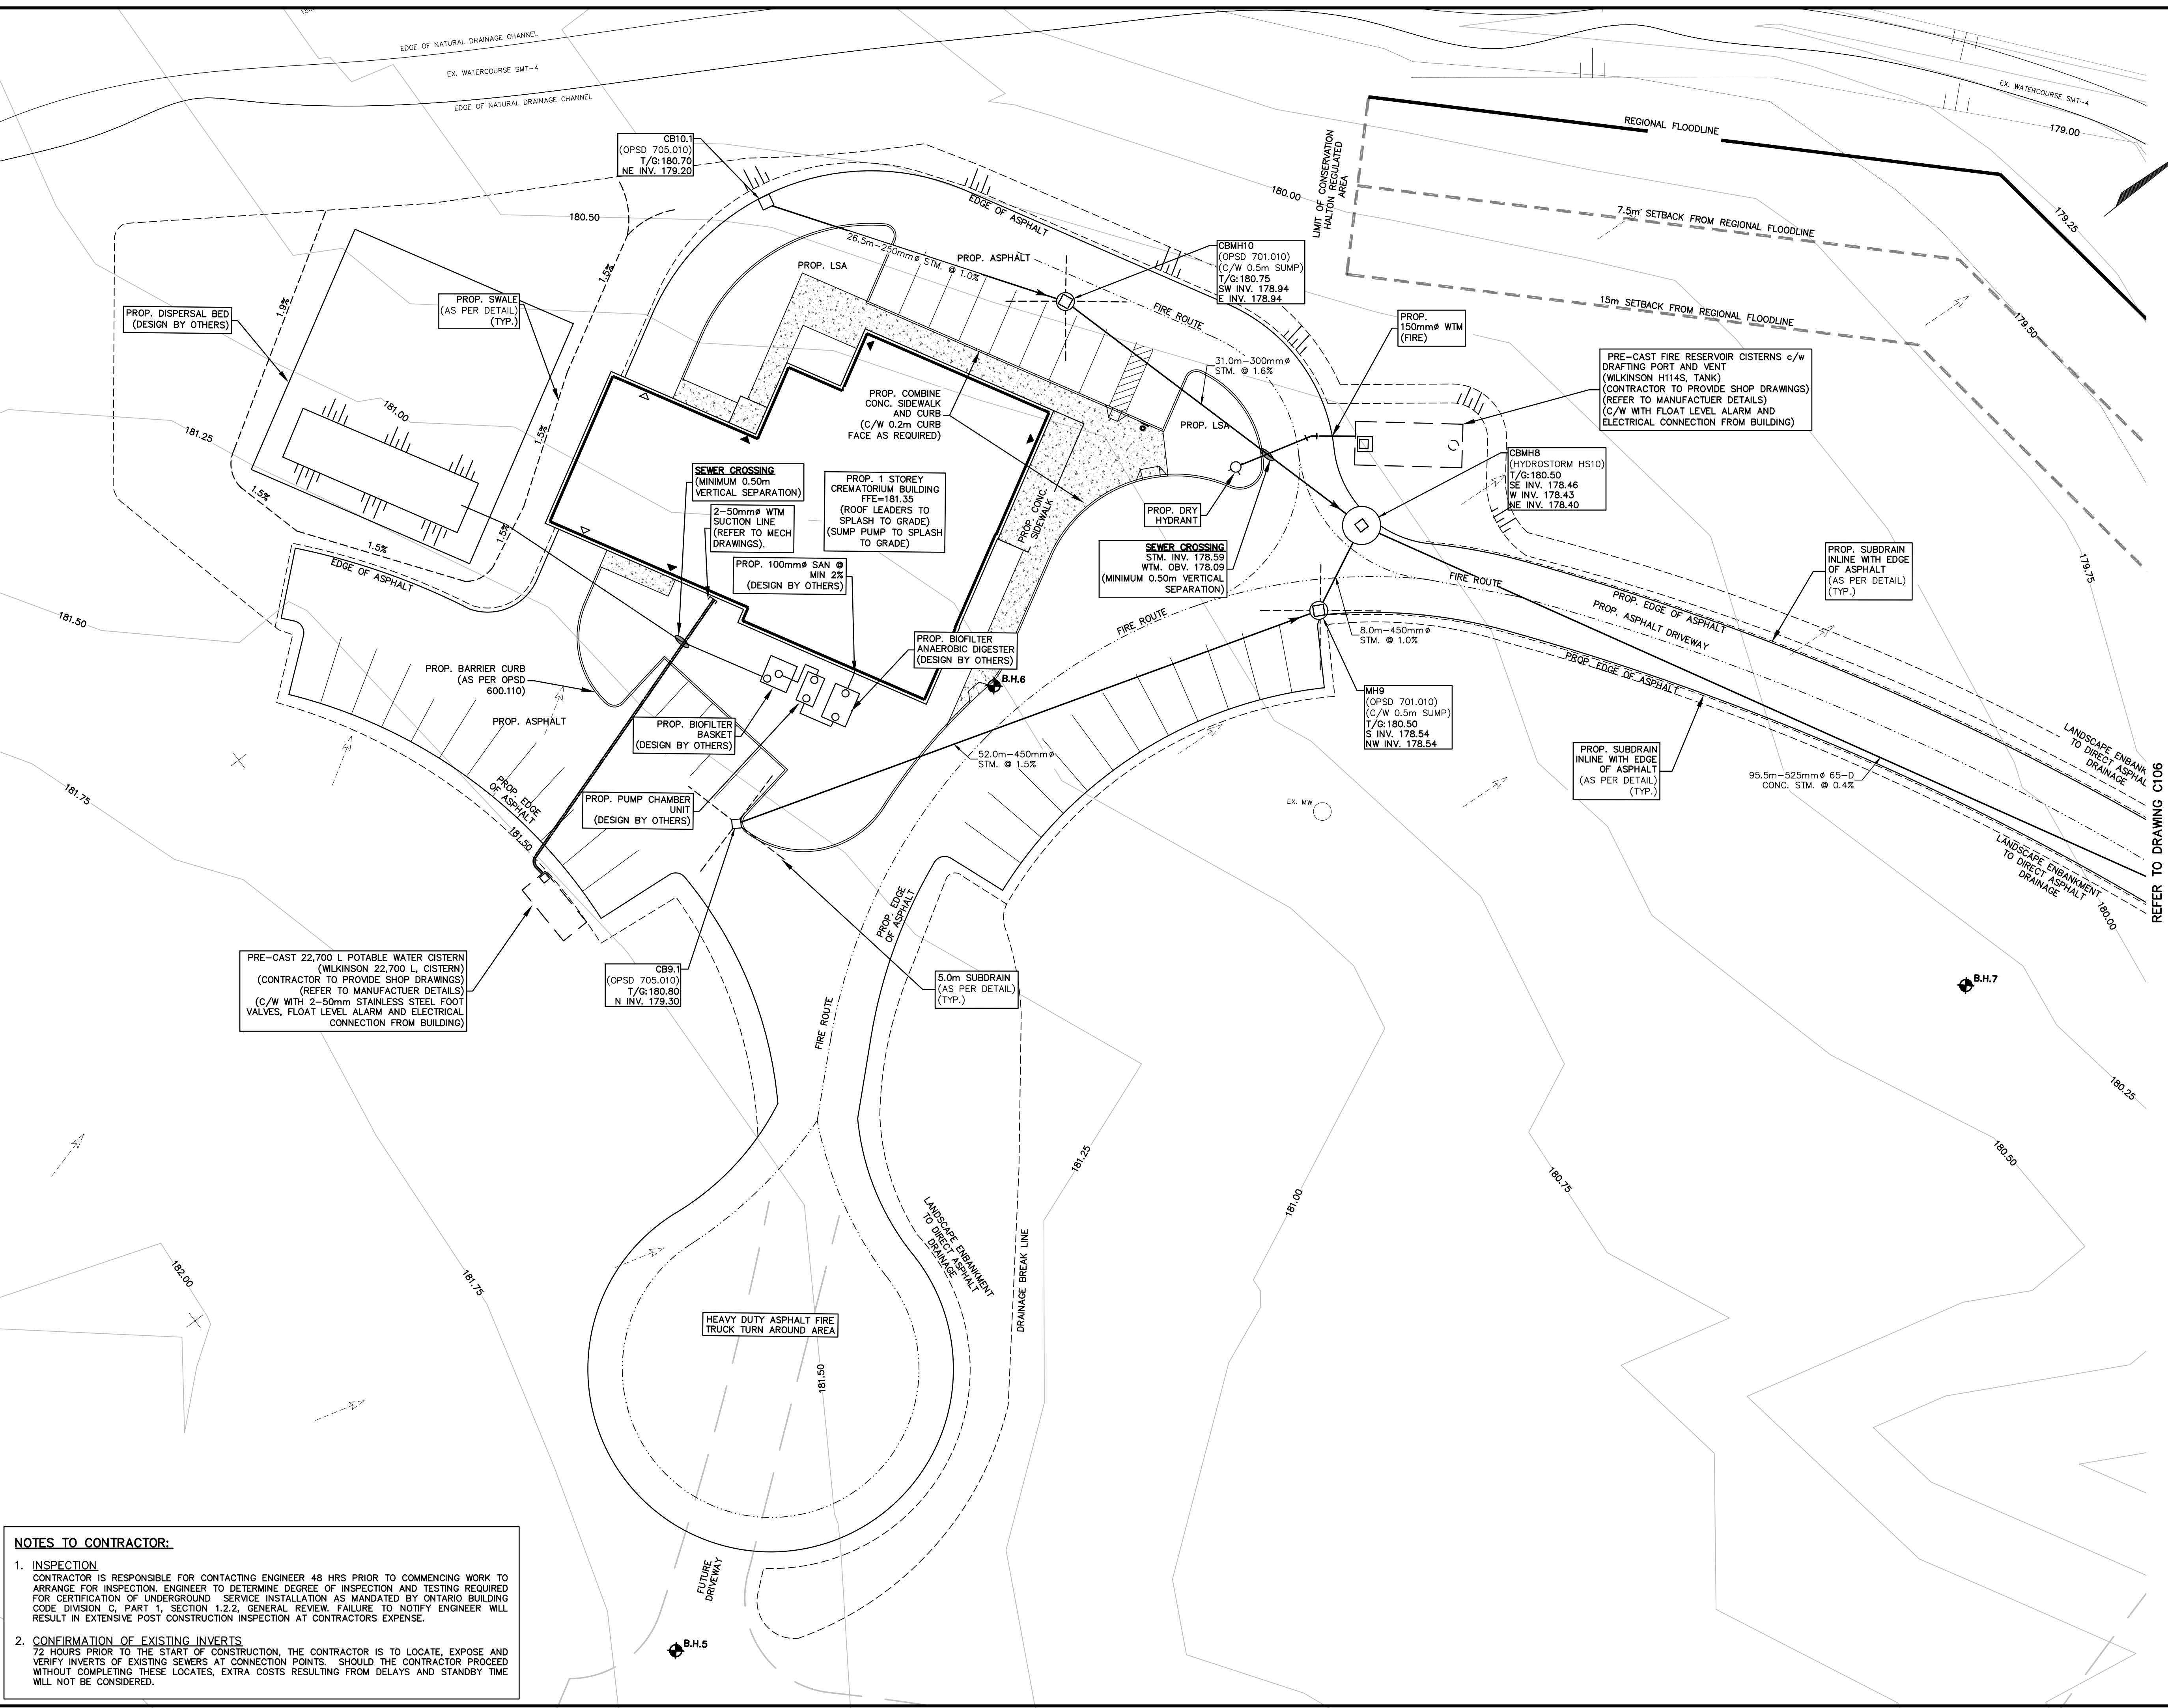 EDGE OF NATURAL DRAINAGE CHANNEL
EX. WATERCOURSE SMT-4
EDGE OF NATURAL DRAINAGE CHANNEL
EX. WATERCOURSE SMT-4
179.00
REGIONAL FLOODLINE
LIMIT OF CONSERVATION
HALTON REGULATED
AREA
7.5m SETBACK FROM REGIONAL FLOODLINE
15m SETBACK FROM REGIONAL FLOODLINE
179.25
179.50
179.75
180.00
180.00
180.50
CB10.1
(OPSD 705.010)
T/G:180.70
NE INV. 179.20
EDGE OF ASPHALT
26.5m-250mmø STM. @ 1.0%
PROP. ASPHALT
PROP. LSA
CBMH10
(OPSD 701.010)
(C/W 0.5m SUMP)
T/G:180.75
SW INV. 178.94
E INV. 178.94
FIRE ROUTE
PROP.
150mmø WTM
(FIRE)
31.0m-300mmø
STM. @ 1.6%
PRE-CAST FIRE RESERVOIR CISTERNS c/w
DRAFTING PORT AND VENT
(WILKINSON H114S, TANK)
(CONTRACTOR TO PROVIDE SHOP DRAWINGS)
(REFER TO MANUFACTUER DETAILS)
(C/W WITH FLOAT LEVEL ALARM AND
ELECTRICAL CONNECTION FROM BUILDING)
PROP. DISPERSAL BED
(DESIGN BY OTHERS)
PROP. SWALE
(AS PER DETAIL)
(TYP.)
1.9%
1.5%
1.5%
1.5%
1.5%
1.5%
181.00
181.25
EDGE OF ASPHALT
181.50
PROP. COMBINE
CONC. SIDEWALK
AND CURB
(C/W 0.2m CURB
FACE AS REQUIRED)
PROP. LSA
SEWER CROSSING
(MINIMUM 0.50m
VERTICAL SEPARATION)
2-50mmø WTM
SUCTION LINE
(REFER TO MECH
DRAWINGS).
PROP. 1 STOREY
CREMATORIUM BUILDING
FFE=181.35
(ROOF LEADERS TO
SPLASH TO GRADE)
(SUMP PUMP TO SPLASH
TO GRADE)
PROP. CONC.
SIDEWALK
PROP. 100mmø SAN @
MIN 2%
(DESIGN BY OTHERS)
PROP. DRY
HYDRANT
SEWER CROSSING
STM. INV. 178.59
WTM. OBV. 178.09
(MINIMUM 0.50m VERTICAL
SEPARATION)
CBMH8
(HYDROSTORM HS10)
T/G:180.50
SE INV. 178.46
W INV. 178.43
NE INV. 178.40
PROP. SUBDRAIN
INLINE WITH EDGE
OF ASPHALT
(AS PER DETAIL)
(TYP.)
FIRE ROUTE
PROP. EDGE OF ASPHALT
PROP. ASPHALT DRIVEWAY
PROP. EDGE OF ASPHALT
FIRE ROUTE
8.0m-450mmø
STM. @ 1.0%
PROP. BIOFILTER
ANAEROBIC DIGESTER
(DESIGN BY OTHERS)
B.H.6
MH9
(OPSD 701.010)
(C/W 0.5m SUMP)
T/G:180.50
S INV. 178.54
NW INV. 178.54
PROP. BARRIER CURB
(AS PER OPSD
600.110)
PROP. ASPHALT
PROP. BIOFILTER
BASKET
(DESIGN BY OTHERS)
52.0m-450mmø
STM. @ 1.5%
PROP. SUBDRAIN
INLINE WITH EDGE
OF ASPHALT
(AS PER DETAIL)
(TYP.)
95.5m-525mmø 65-D
CONC. STM. @ 0.4%
LANDSCAPE ENBANK
TO DIRECT ASPHAL
DRAINAGE
REFER TO DRAWING C106
LANDSCAPE ENBANKMENT
TO DIRECT ASPHALT
DRAINAGE
180.00
181.75
PROP. EDGE
OF ASPHALT
181.50
PROP. PUMP CHAMBER
UNIT
(DESIGN BY OTHERS)
EX. MW
PROP. EDGE
OF ASPHALT
PRE-CAST 22,700 L POTABLE WATER CISTERN
(WILKINSON 22,700 L, CISTERN)
(CONTRACTOR TO PROVIDE SHOP DRAWINGS)
(REFER TO MANUFACTUER DETAILS)
(C/W WITH 2-50mm STAINLESS STEEL FOOT
VALVES, FLOAT LEVEL ALARM AND ELECTRICAL
CONNECTION FROM BUILDING)
CB9.1
(OPSD 705.010)
T/G:180.80
N INV. 179.30
5.0m SUBDRAIN
(AS PER DETAIL)
(TYP.)
B.H.7
FIRE ROUTE
180.25
180.50
180.75
181.00
181.25
LANDSCAPE ENBANKMENT
TO DIRECT ASPHALT
DRAINAGE
DRAINAGE BREAK LINE
182.00
181.75
HEAVY DUTY ASPHALT FIRE
TRUCK TURN AROUND AREA
181.50
FUTURE
DRIVEWAY
B.H.5
NOTES TO CONTRACTOR:
1. INSPECTION
CONTRACTOR IS RESPONSIBLE FOR CONTACTING ENGINEER 48 HRS PRIOR TO COMMENCING WORK TO
ARRANGE FOR INSPECTION. ENGINEER TO DETERMINE DEGREE OF INSPECTION AND TESTING REQUIRED
FOR CERTIFICATION OF UNDERGROUND SERVICE INSTALLATION AS MANDATED BY ONTARIO BUILDING
CODE DIVISION C, PART 1, SECTION 1.2.2, GENERAL REVIEW. FAILURE TO NOTIFY ENGINEER WILL
RESULT IN EXTENSIVE POST CONSTRUCTION INSPECTION AT CONTRACTORS EXPENSE.
2. CONFIRMATION OF EXISTING INVERTS
72 HOURS PRIOR TO THE START OF CONSTRUCTION, THE CONTRACTOR IS TO LOCATE, EXPOSE AND
VERIFY INVERTS OF EXISTING SEWERS AT CONNECTION POINTS. SHOULD THE CONTRACTOR PROCEED
WITHOUT COMPLETING THESE LOCATES, EXTRA COSTS RESULTING FROM DELAYS AND STANDBY TIME
WILL NOT BE CONSIDERED.